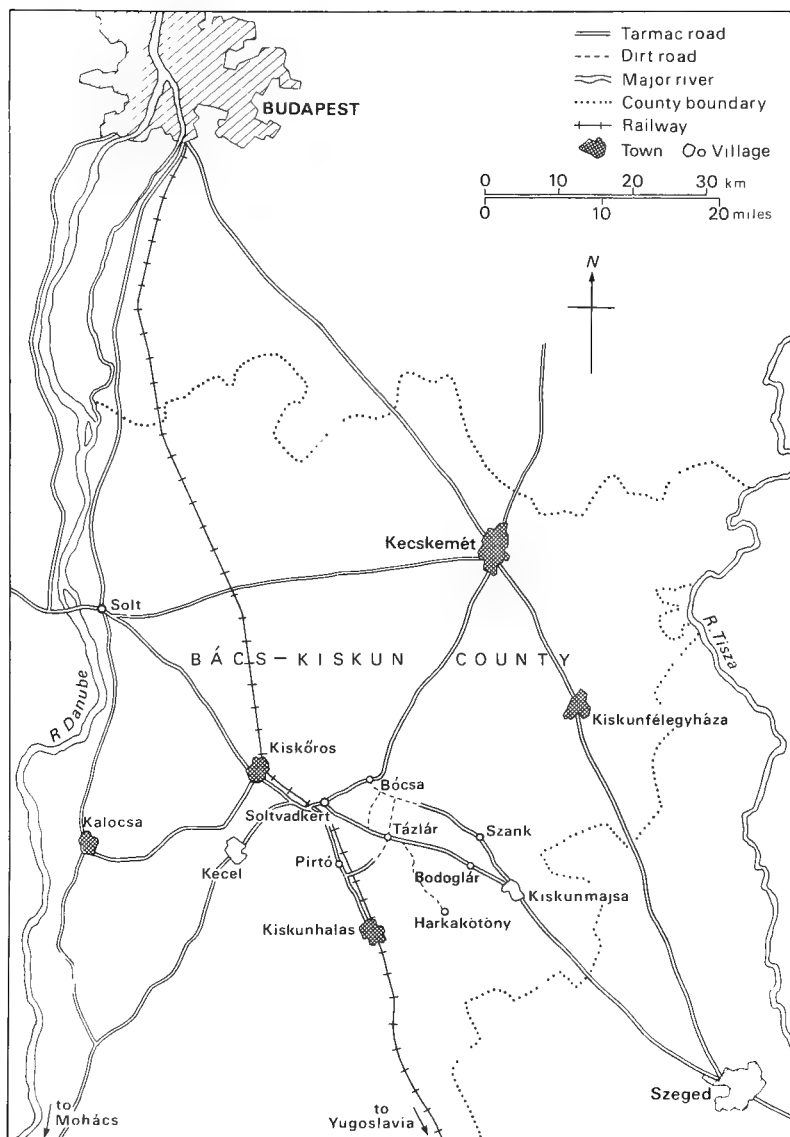 BUDAPEST
Tarmac road
Dirt road
Major river
County boundary
Railway
Town Oo Village
0 10 20 30 km
0 10 20 miles
N
Kecskemét
Solt
R. Tisza
BÁCS–KISKUN COUNTY
R Danube
Kiskunfélegyháza
Kiskőros
Bócsa
Soltvadkert
Kalocsa
Tázlár
Szank
Kecel
Pirtó
Bodoglár
Kiskunmajsa
Harkakötöny
Kiskunhalas
Szeged
to
Mohács
to
Yugoslavia